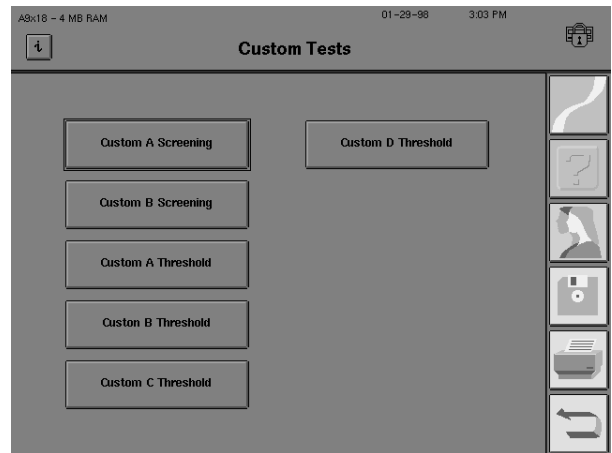 A9x18 - 4 MB RAM 01-29-98 3:03 PM
i
Custom Tests
Custom A Screening
Custom D Threshold
Custom B Screening
Custom A Threshold
Custon B Threshold
Custom C Threshold
?